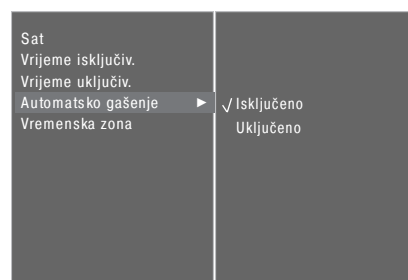 Sat
Vrijeme isključiv.
Vrijeme uključiv.
Automatsko gašenje ►
Vremenska zona
√ Isključeno
Uključeno